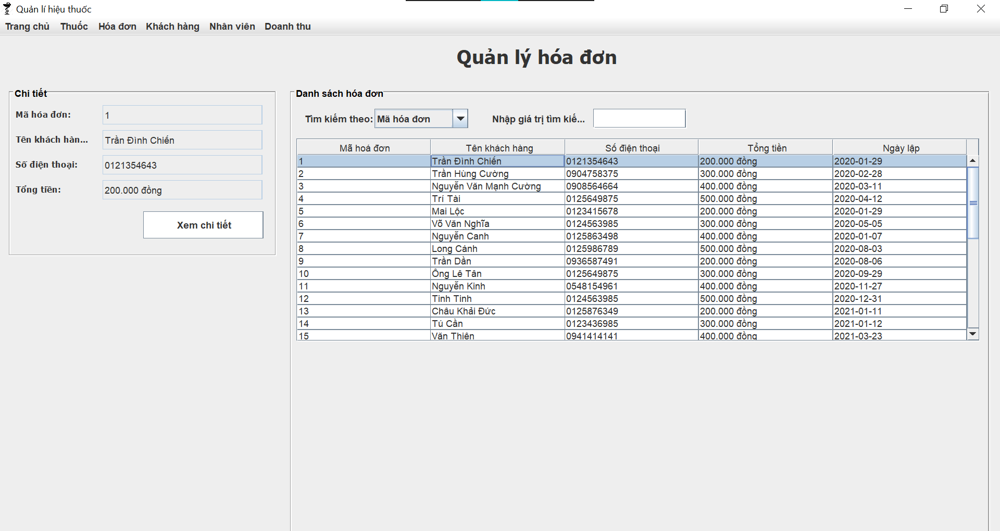 Quản lí hiệu thuốc
Trang chủ Thuốc Hóa đơn Khách hàng Nhân viên Doanh thu
Quản lý hóa đơn
Chi tiết
Mã hóa đơn: 1
Tên khách hàn... Trần Đình Chiến
Số điện thoại: 0121354643
Tổng tiền: 200.000 đồng
Xem chi tiết
Danh sách hóa đơn
Tìm kiếm theo: Mã hóa đơn Nhập giá trị tìm kiế...
Mã hoá đơn Tên khách hàng Số điện thoại Tổng tiền Ngày lập
1 Trần Đình Chiến 0121354643 200.000 đồng 2020-01-29
2 Trần Hùng Cường 0904758375 300.000 đồng 2020-02-28
3 Nguyễn Văn Mạnh Cường 0908564664 400.000 đồng 2020-03-11
4 Trí Tài 0125649875 500.000 đồng 2020-04-12
5 Mai Lộc 0123415678 200.000 đồng 2020-01-29
6 Võ Văn Nghĩa 0124563985 300.000 đồng 2020-05-05
7 Nguyễn Canh 0125863498 400.000 đồng 2020-01-07
8 Long Cánh 0125986789 500.000 đồng 2020-08-03
9 Trần Dần 0936587491 200.000 đồng 2020-08-06
10 Ông Lê Tân 0125649875 300.000 đồng 2020-09-29
11 Nguyễn Kinh 0548154961 400.000 đồng 2020-11-27
12 Tinh Tinh 0124563985 500.000 đồng 2020-12-31
13 Châu Khải Đức 0125876349 200.000 đồng 2021-01-11
14 Tú Cần 0123436985 300.000 đồng 2021-01-12
15 Văn Thiên 0941414141 400.000 đồng 2021-03-23